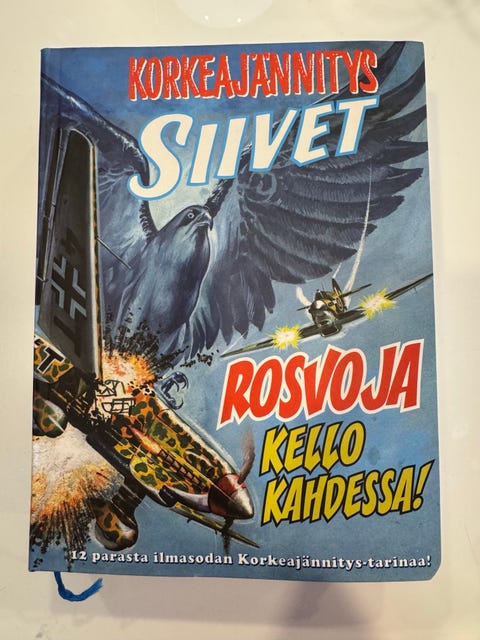 KORKEAJÄNNITYS
SIIVET
ROSVOJA
KELLO
KAHDESSA!
12 parasta ilmasodan Korkeajännitys-tarinaa!